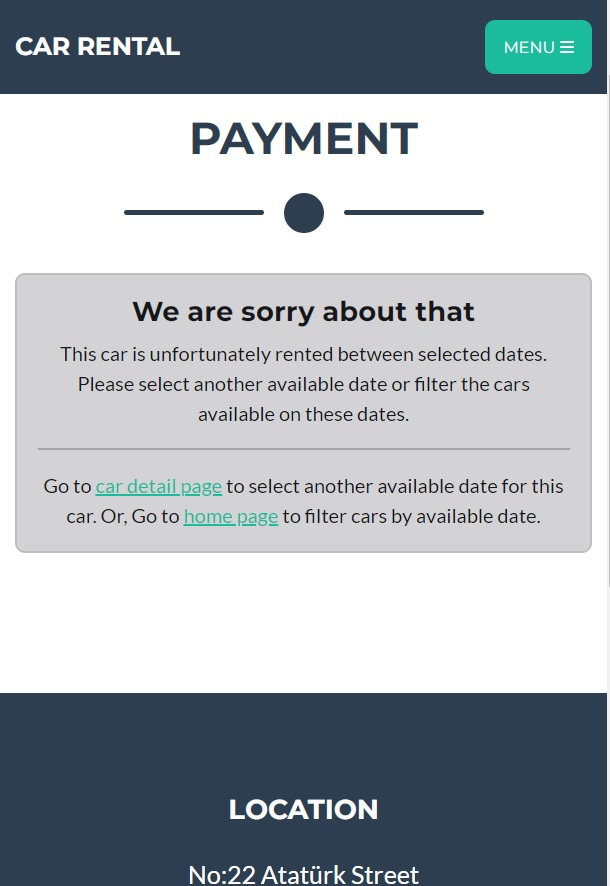 CAR RENTAL
MENU
PAYMENT
We are sorry about that
This car is unfortunately rented between selected dates.
Please select another available date or filter the cars
available on these dates.
Go to car detail page to select another available date for this
car. Or, Go to home page to filter cars by available date.
LOCATION
No:22 Atatürk Street